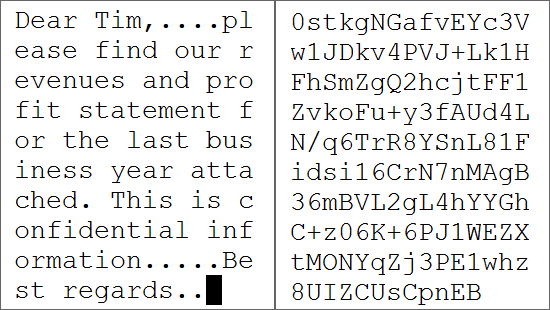 Dear Tim,....pl
ease find our r
evenues and pro
fit statement f
or the last bus
iness year atta
ched. This is c
onfidential inf
ormation.....Be
st regards..
0stkgNGafvEYc3V
w1JDkv4PVJ+Lk1H
FhSmZgQ2hcjtFF1
ZvkoFu+y3fAUd4L
N/q6TrR8YSnL81F
idsi16CrN7nMAgB
36mBVL2gL4hYYGh
C+z06K+6PJ1WEZX
tMONYqZj3PE1whz
8UIZCUsCpnEB